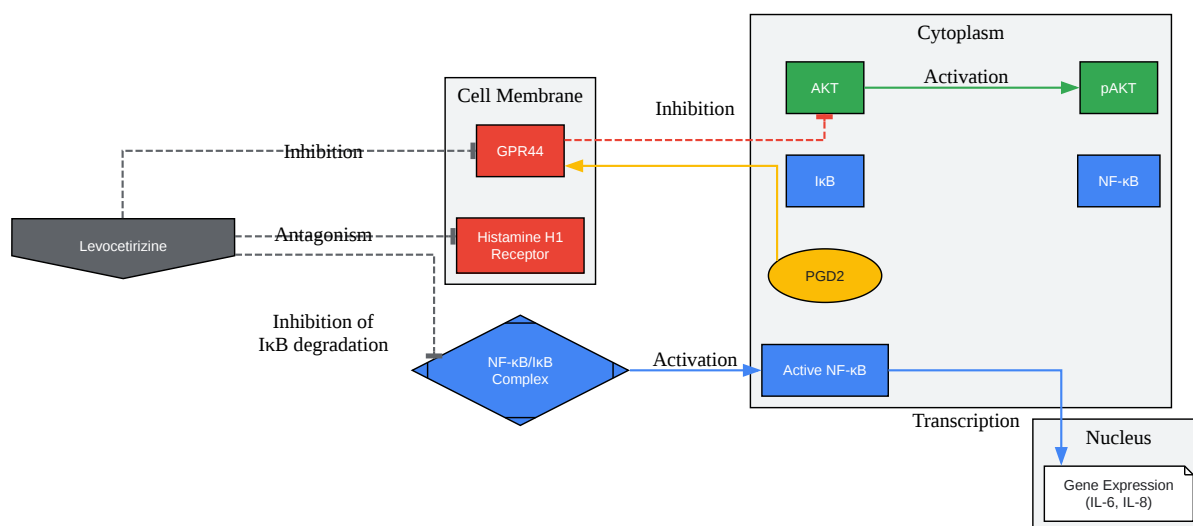 Cytoplasm
AKT
Activation
pAKT
Cell Membrane
Inhibition
GPR44
Inhibition
IκB
NF-κB
Levocetirizine
Antagonism
Histamine H1
Receptor
PGD2
Inhibition of
IκB degradation
NF-κB/IκB
Complex
Activation
Active NF-κB
Transcription
Nucleus
Gene Expression
(IL-6, IL-8)